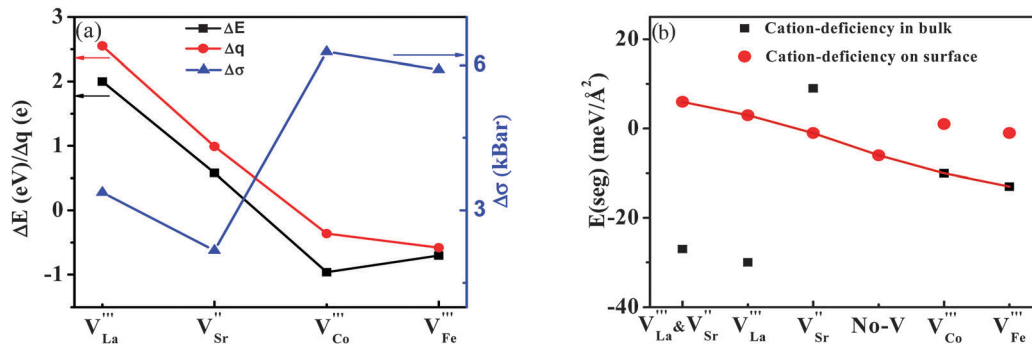 (a)
ΔE
Δq
Δσ
ΔE (eV)/Δq (e)
3
2
1
0
-1
Δσ (kBar)
6
3
V'''La
V''Sr
V'''Co
V'''Fe
(b)
Cation-deficiency in bulk
Cation-deficiency on surface
E(seg) (meV/Å²)
20
0
-20
-40
V'''La & V''Sr
V'''La
V''Sr
No-V
V'''Co
V'''Fe